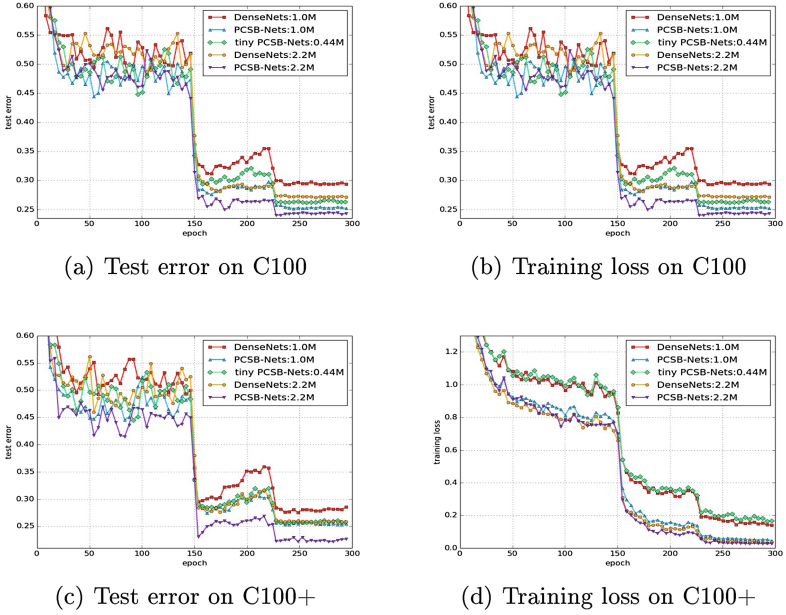 0.60
0.55
0.50
0.45
0.40
0.35
0.30
0.25
test error
0 50 100 150 200 250 300
epoch
DenseNets:1.0M
PCSB-Nets:1.0M
tiny PCSB-Nets:0.44M
DenseNets:2.2M
PCSB-Nets:2.2M
(a) Test error on C100
0.60
0.55
0.50
0.45
0.40
0.35
0.30
0.25
test error
0 50 100 150 200 250 300
epoch
DenseNets:1.0M
PCSB-Nets:1.0M
tiny PCSB-Nets:0.44M
DenseNets:2.2M
PCSB-Nets:2.2M
(b) Training loss on C100
0.60
0.55
0.50
0.45
0.40
0.35
0.30
0.25
test error
0 50 100 150 200 250 300
epoch
DenseNets:1.0M
PCSB-Nets:1.0M
tiny PCSB-Nets:0.44M
DenseNets:2.2M
PCSB-Nets:2.2M
(c) Test error on C100+
1.2
1.0
0.8
0.6
0.4
0.2
0.0
training loss
0 50 100 150 200 250 300
epoch
DenseNets:1.0M
PCSB-Nets:1.0M
tiny PCSB-Nets:0.44M
DenseNets:2.2M
PCSB-Nets:2.2M
(d) Training loss on C100+